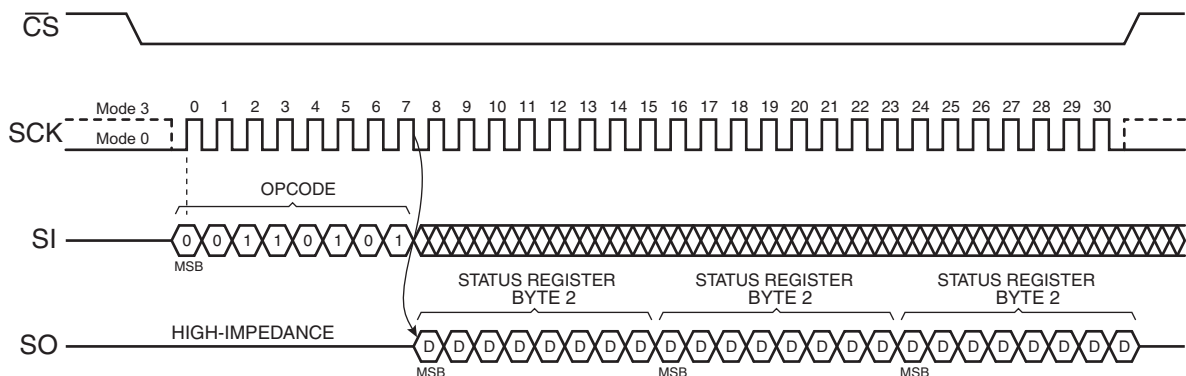 CS
Mode 3
0 1 2 3 4 5 6 7 8 9 10 11 12 13 14 15 16 17 18 19 20 21 22 23 24 25 26 27 28 29 30
SCK
Mode 0
OPCODE
SI 0 0 1 1 0 1 0 1
MSB
STATUS REGISTER BYTE 2
STATUS REGISTER BYTE 2
STATUS REGISTER BYTE 2
HIGH-IMPEDANCE
SO D D D D D D D D D D D D D D D D D D D D D D D D
MSB MSB MSB